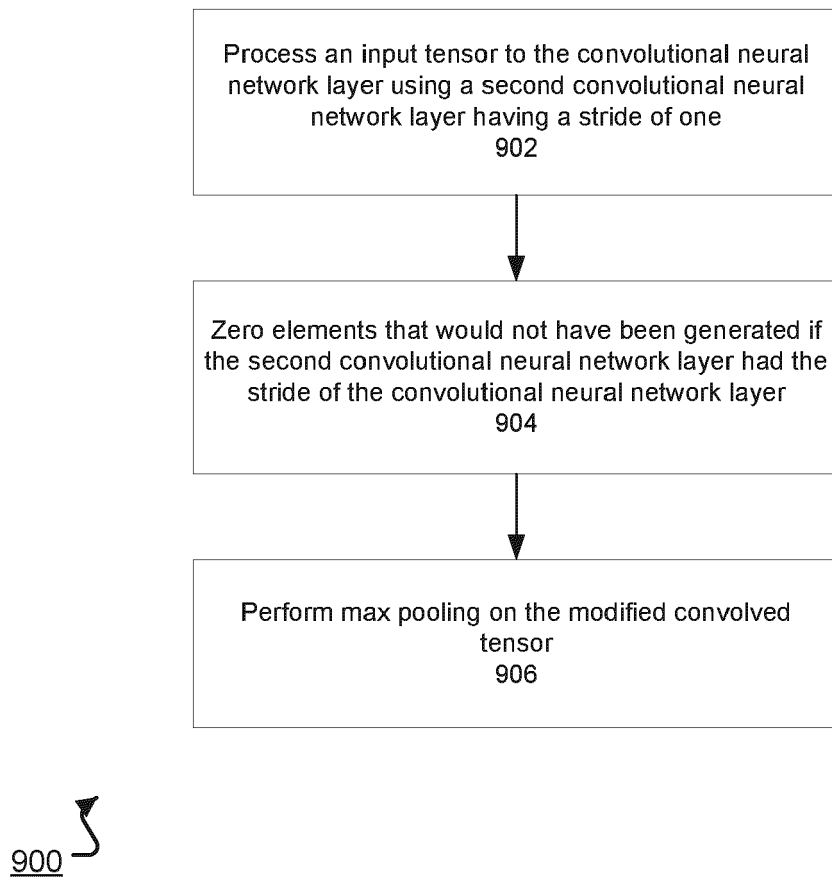 Process an input tensor to the convolutional neural
network layer using a second convolutional neural
network layer having a stride of one
902
Zero elements that would not have been generated if
the second convolutional neural network layer had the
stride of the convolutional neural network layer
904
Perform max pooling on the modified convolved
tensor
906
900